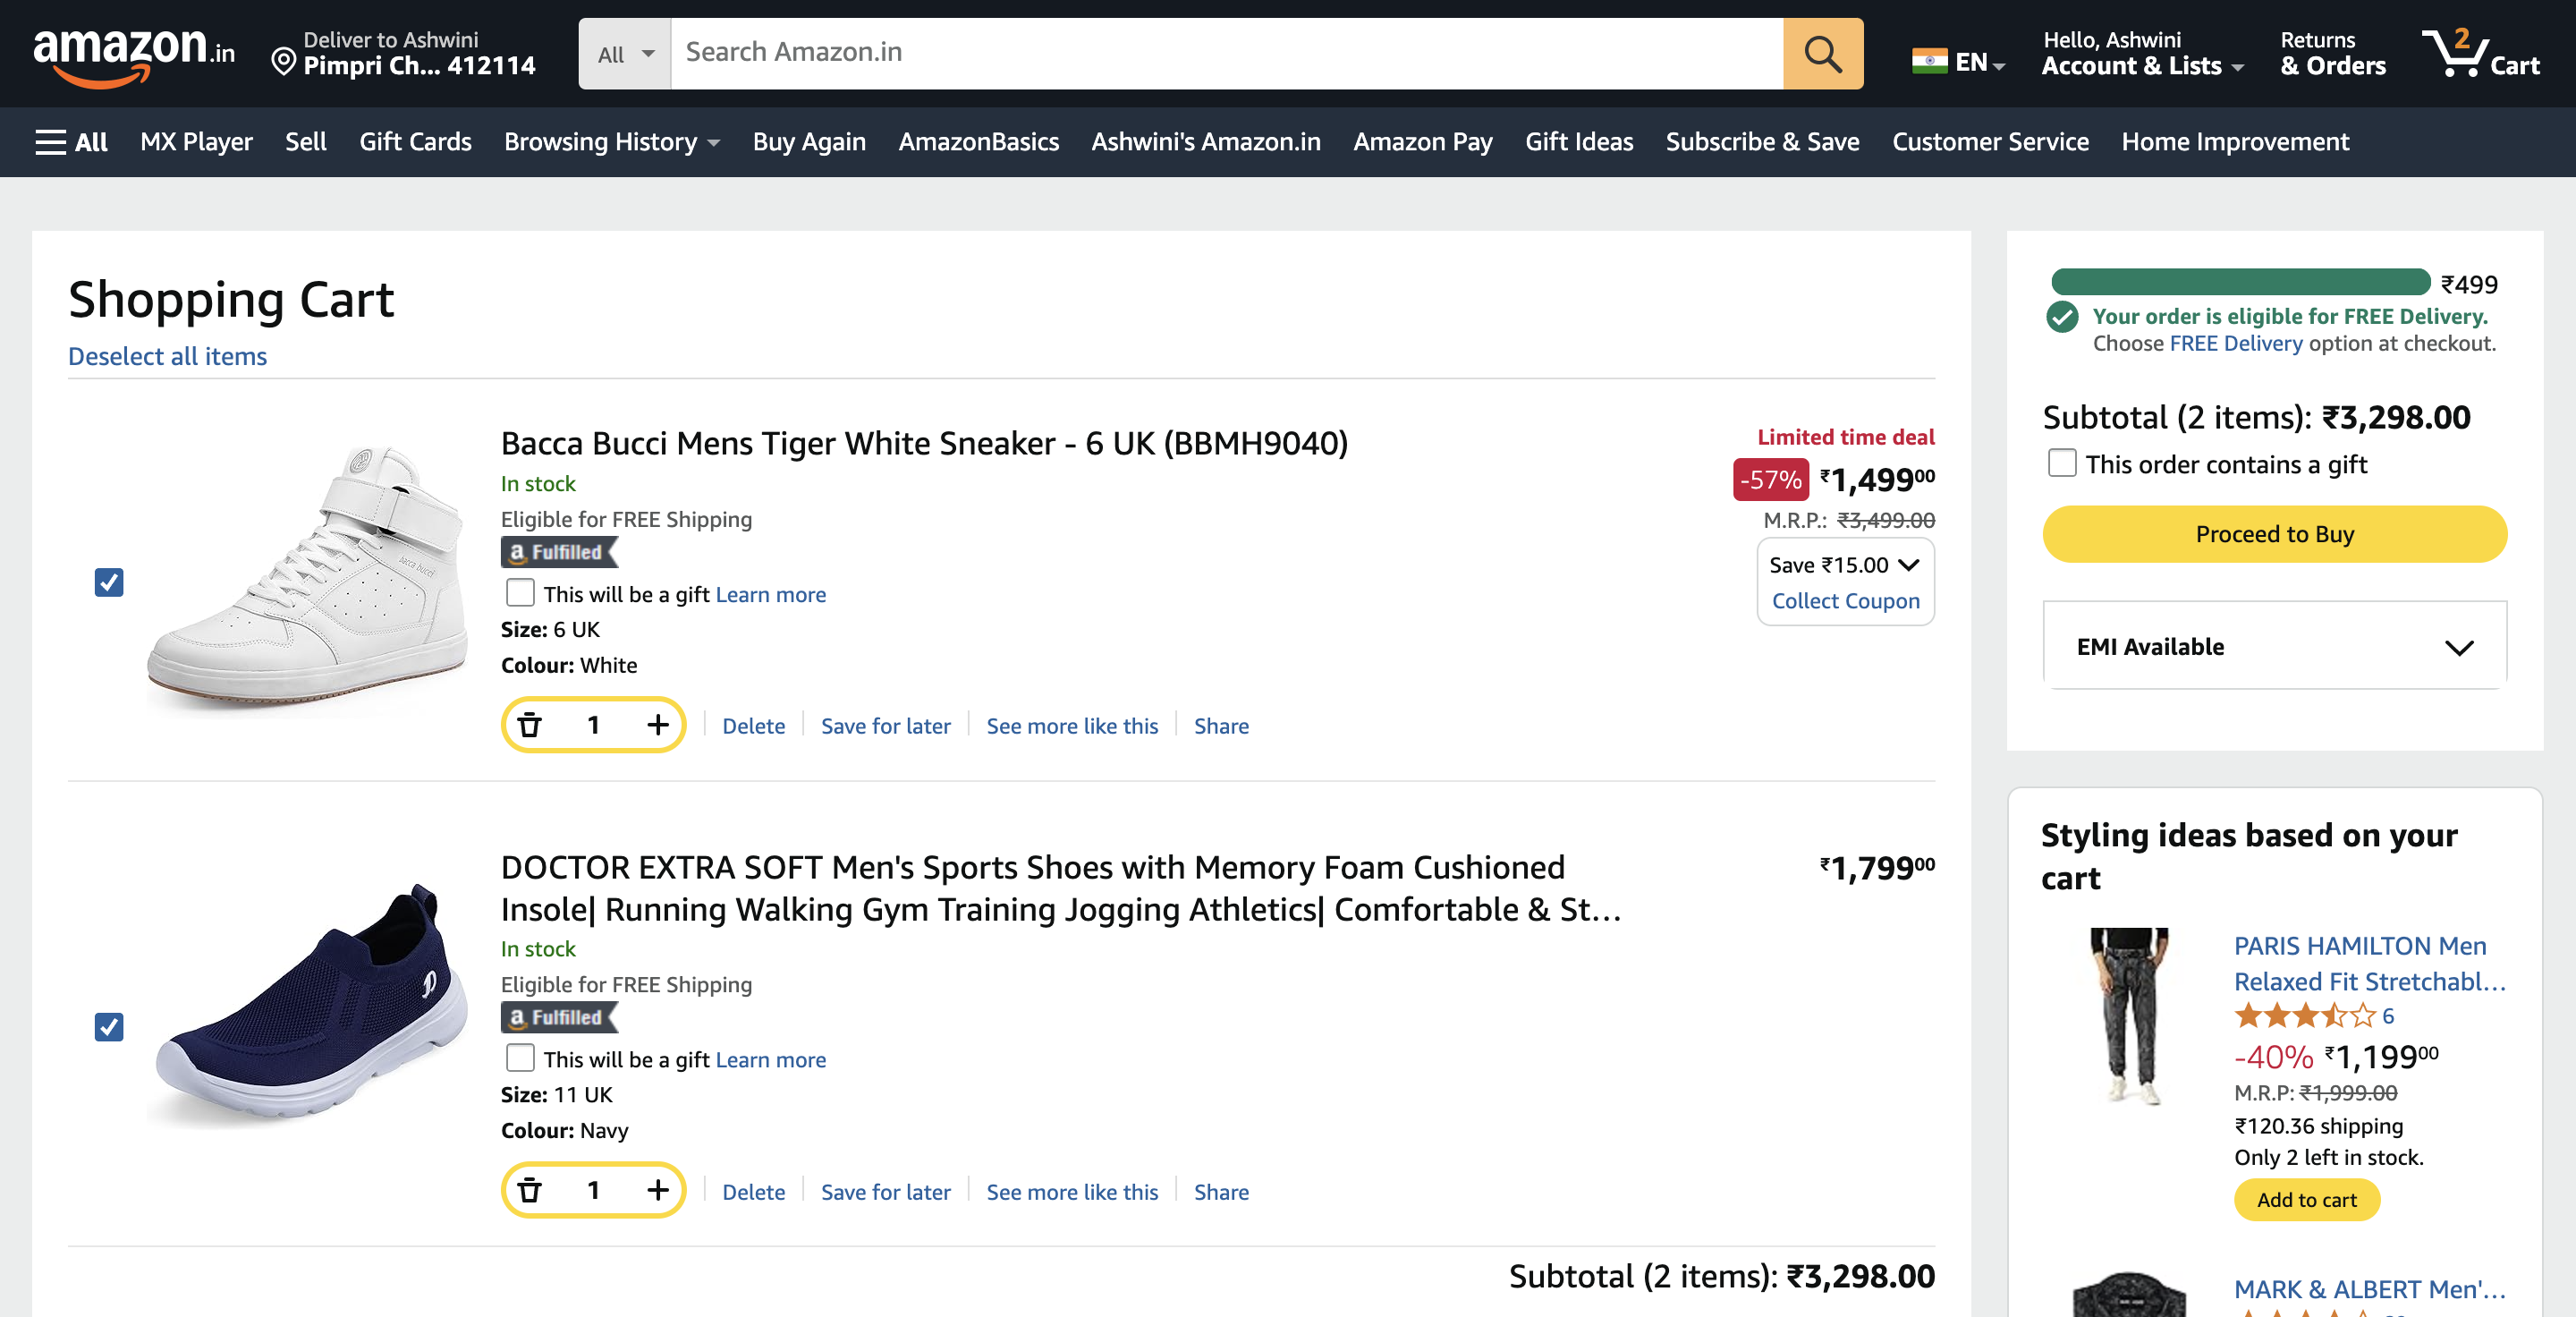 amazon.in
Deliver to Ashwini
Pimpri Ch... 412114
All
Search Amazon.in
EN
Hello, Ashwini
Account & Lists
Returns
& Orders
2
Cart
All
MX Player
Sell
Gift Cards
Browsing History
Buy Again
AmazonBasics
Ashwini's Amazon.in
Amazon Pay
Gift Ideas
Subscribe & Save
Customer Service
Home Improvement
Shopping Cart
Deselect all items
Bacca Bucci Mens Tiger White Sneaker - 6 UK (BBMH9040)
In stock
Eligible for FREE Shipping
a Fulfilled
This will be a gift Learn more
Size: 6 UK
Colour: White
1
Delete
Save for later
See more like this
Share
Limited time deal
-57% ₹1,499.00
M.R.P.: ₹3,499.00
Save ₹15.00
Collect Coupon
bacca bucci
DOCTOR EXTRA SOFT Men's Sports Shoes with Memory Foam Cushioned
Insole| Running Walking Gym Training Jogging Athletics| Comfortable & St...
In stock
Eligible for FREE Shipping
a Fulfilled
This will be a gift Learn more
Size: 11 UK
Colour: Navy
1
Delete
Save for later
See more like this
Share
₹1,799.00
Subtotal (2 items): ₹3,298.00
₹499
Your order is eligible for FREE Delivery.
Choose FREE Delivery option at checkout.
Subtotal (2 items): ₹3,298.00
This order contains a gift
Proceed to Buy
EMI Available
Styling ideas based on your
cart
PARIS HAMILTON Men
Relaxed Fit Stretchabl...
6
-40% ₹1,199.00
M.R.P: ₹1,999.00
₹120.36 shipping
Only 2 left in stock.
Add to cart
MARK & ALBERT Men'...